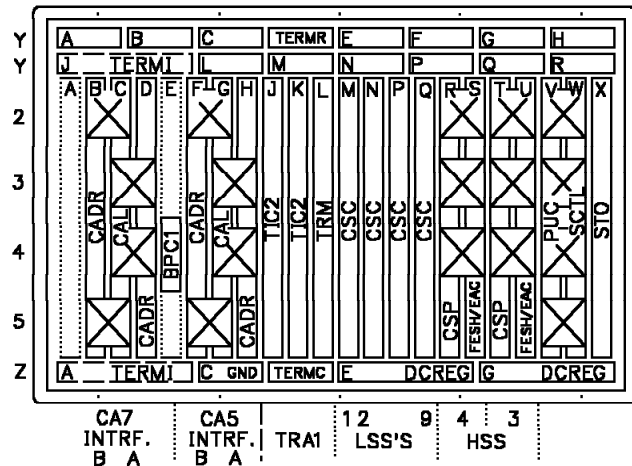 Y A B C TERMR E F G H
Y J TERMI L M N P Q R
A B C D E F G H J K L M N P Q R S T U V W X
2
3
4
5
CADR CAL CADR BPC1 CADR CAL CADR TIC2 TIC2 TRM CSC CSC CSC CSC CSP FESH/EAC CSP FESH/EAC PUC SCTL STO
Z A TERMI C GND TERMC E DCREG G DCREG
CA7 CA5 12 9 4 3
INTRF. INTRF. TRA1 LSS'S HSS
B A B A